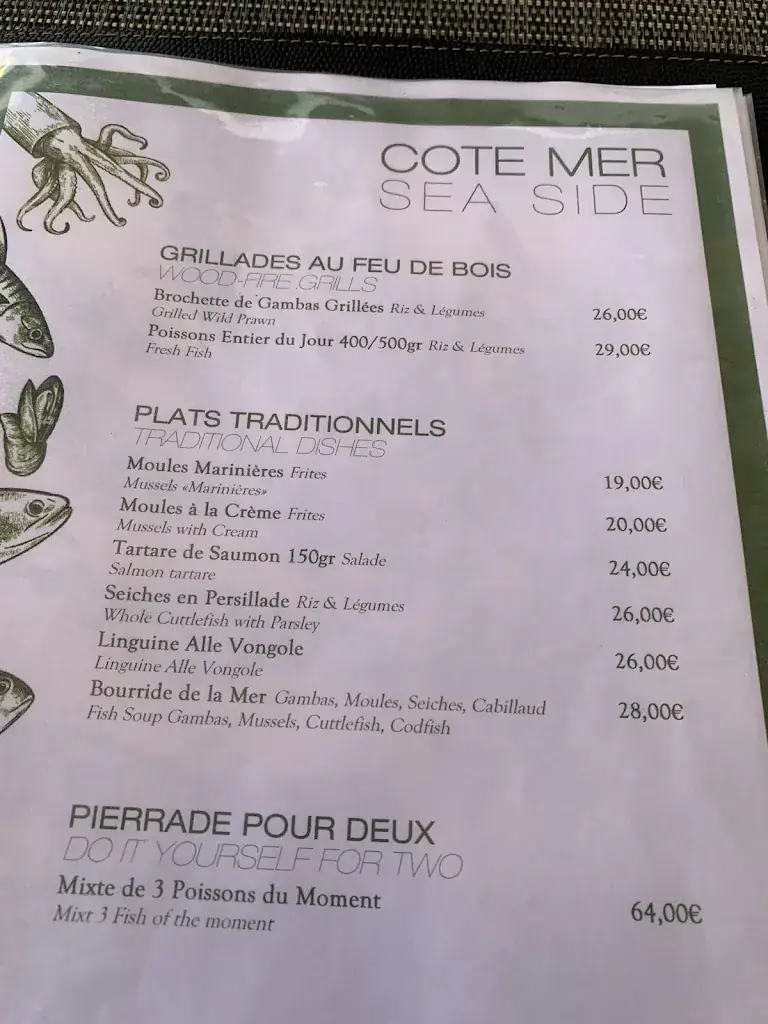 COTE MER
SEA SIDE
GRILLADES AU FEU DE BOIS
WOOD-FIRE GRILLS
Brochette de Gambas Grillées Riz & Légumes 26,00€
Grilled Wild Prawn
Poissons Entier du Jour 400/500gr Riz & Légumes 29,00€
Fresh Fish
PLATS TRADITIONNELS
TRADITIONAL DISHES
Moules Marinières Frites 19,00€
Mussels «Marinières»
Moules à la Crème Frites 20,00€
Mussels with Cream
Tartare de Saumon 150gr Salade 24,00€
Salmon tartare
Seiches en Persillade Riz & Légumes 26,00€
Whole Cuttlefish with Parsley
Linguine Alle Vongole 26,00€
Linguine Alle Vongole
Bourride de la Mer Gambas, Moules, Seiches, Cabillaud 28,00€
Fish Soup Gambas, Mussels, Cuttlefish, Codfish
PIERRADE POUR DEUX
DO IT YOURSELF FOR TWO
Mixte de 3 Poissons du Moment 64,00€
Mixt 3 Fish of the moment